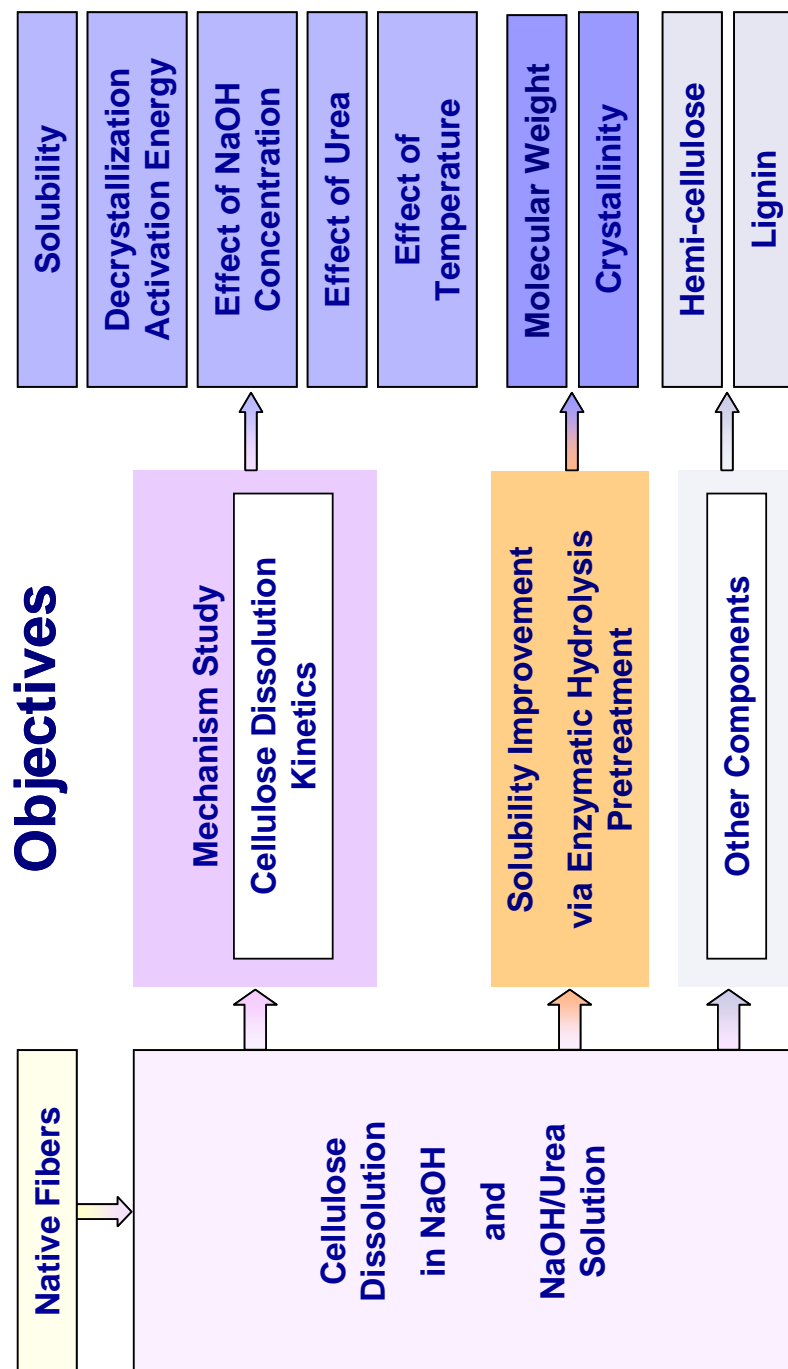 Objectives
Native Fibers
Cellulose
Dissolution
in NaOH
and
NaOH/Urea
Solution
Mechanism Study
Cellulose Dissolution
Kinetics
Solubility Improvement
via Enzymatic Hydrolysis
Pretreatment
Other Components
Solubility
Decrystallization
Activation Energy
Effect of NaOH
Concentration
Effect of Urea
Effect of
Temperature
Molecular Weight
Crystallinity
Hemi-cellulose
Lignin